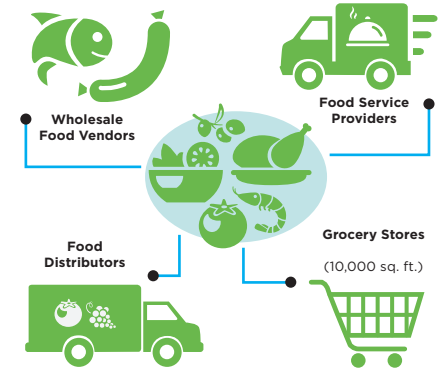 Wholesale
Food Vendors
Food Service
Providers
Food
Distributors
Grocery Stores
(10,000 sq. ft.)